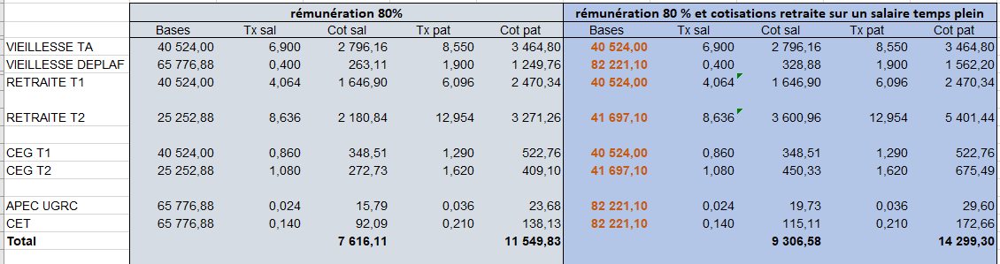 rémunération 80% rémunération 80 % et cotisations retraite sur un salaire temps plein
Bases Tx sal Cot sal Tx pat Cot pat Bases Tx sal Cot sal Tx pat Cot pat
VIEILLESSE TA 40 524,00 6,900 2 796,16 8,550 3 464,80 40 524,00 6,900 2 796,16 8,550 3 464,80
VIEILLESSE DEPLAF 65 776,88 0,400 263,11 1,900 1 249,76 82 221,10 0,400 328,88 1,900 1 562,20
RETRAITE T1 40 524,00 4,064 1 646,90 6,096 2 470,34 40 524,00 4,064 1 646,90 6,096 2 470,34
RETRAITE T2 25 252,88 8,636 2 180,84 12,954 3 271,26 41 697,10 8,636 3 600,96 12,954 5 401,44
CEG T1 40 524,00 0,860 348,51 1,290 522,76 40 524,00 0,860 348,51 1,290 522,76
CEG T2 25 252,88 1,080 272,73 1,620 409,10 41 697,10 1,080 450,33 1,620 675,49
APEC UGRC 65 776,88 0,024 15,79 0,036 23,68 82 221,10 0,024 19,73 0,036 29,60
CET 65 776,88 0,140 92,09 0,210 138,13 82 221,10 0,140 115,11 0,210 172,66
Total 7 616,11 11 549,83 9 306,58 14 299,30